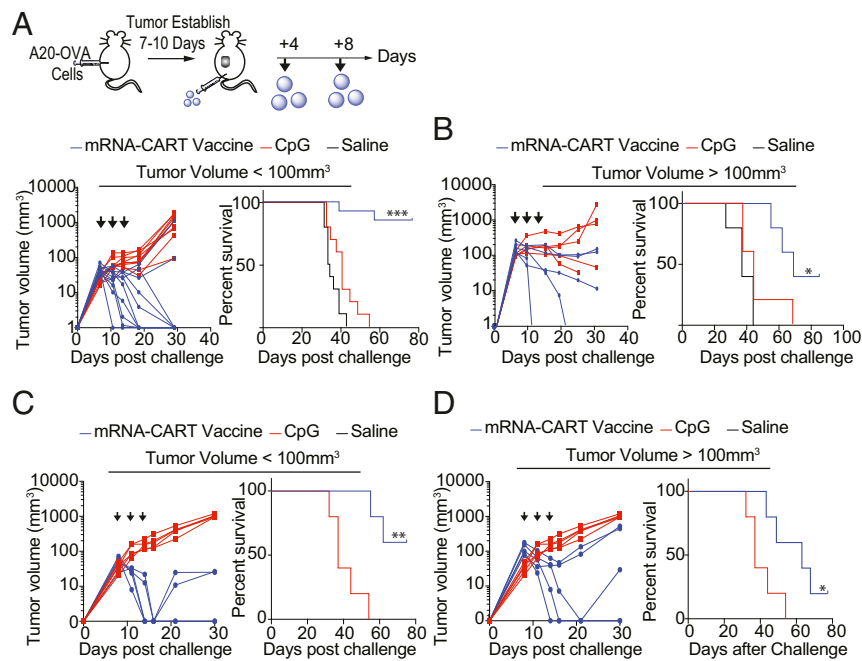 A
Tumor Establish
7-10 Days
A20-OVA
Cells
+4 +8
Days
mRNA-CART Vaccine CpG Saline
Tumor Volume < 100mm³
Tumor volume (mm³)
10000
1000
100
10
1
0 10 20 30 40
Days post challenge
Percent survival
100
50
0 20 40 60 80
Days post challenge
***
B
mRNA-CART Vaccine CpG Saline
Tumor Volume > 100mm³
Tumor volume (mm³)
10000
1000
100
10
1
0 10 20 30 40
Days post challenge
Percent survival
100
50
0 20 40 60 80 100
Days post challenge
*
C
mRNA-CART Vaccine CpG Saline
Tumor Volume < 100mm³
Tumor volume (mm³)
10000
1000
100
10
0
0 10 20 30
Days post challenge
Percent survival
100
50
0
0 20 40 60 80
Days post challenge
**
D
mRNA-CART Vaccine CpG Saline
Tumor Volume > 100mm³
Tumor volume (mm³)
10000
1000
100
10
0
0 10 20 30
Days post challenge
Percent survival
100
50
0
0 20 40 60 80
Days after Challenge
*